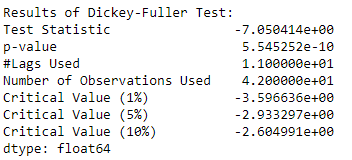 Results of Dickey-Fuller Test:
Test Statistic                -7.050414e+00
p-value                        5.545252e-10
#Lags Used                     1.100000e+01
Number of Observations Used    4.200000e+01
Critical Value (1%)           -3.596636e+00
Critical Value (5%)           -2.933297e+00
Critical Value (10%)          -2.604991e+00
dtype: float64